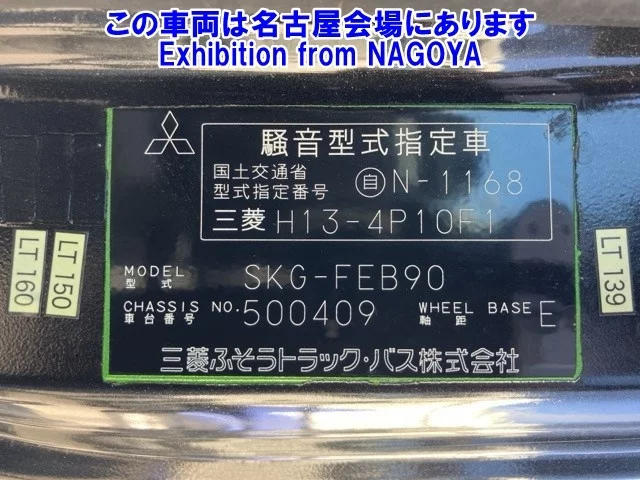 この車両は名古屋会場にあります
Exhibition from NAGOYA
騒音型式指定車
国土交通省
型式指定番号 自N-1168
三菱 H13-4P10F1
MODEL
型式 SKG-FEB90
CHASSIS NO.
車台番号 500409
WHEEL BASE
軸距 E
三菱ふそうトラック・バス株式会社
LT 160
LT 150
LT 139